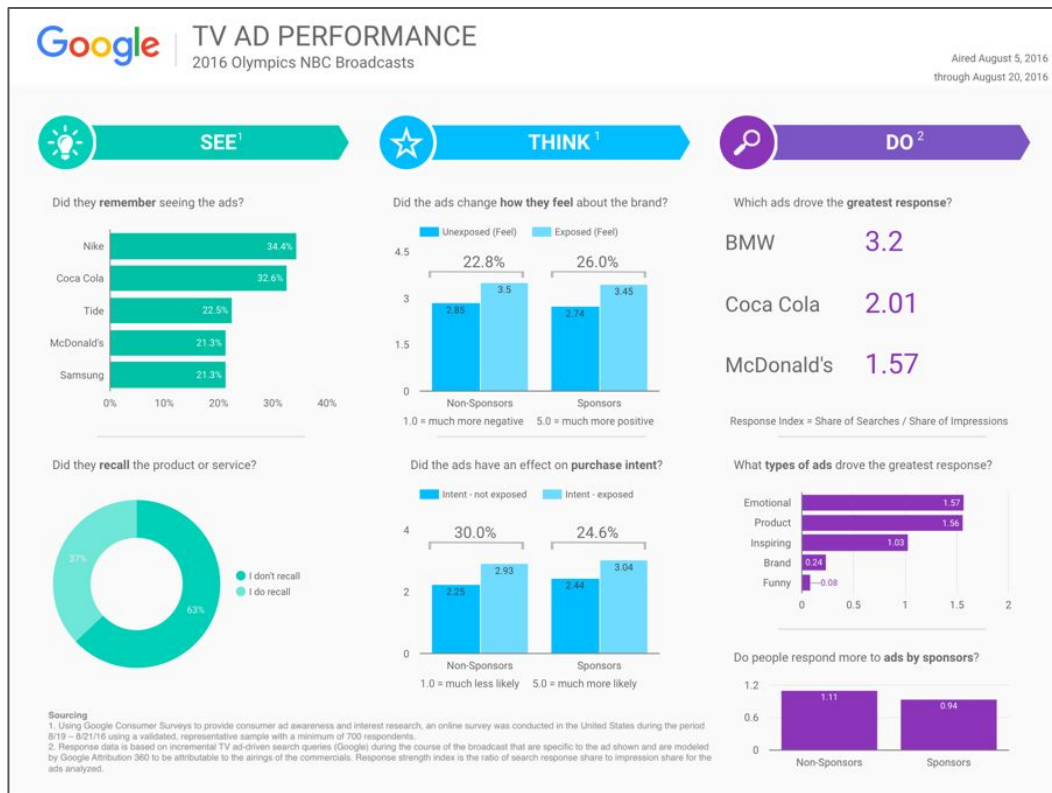 Google
TV AD PERFORMANCE
2016 Olympics NBC Broadcasts
Aired August 5, 2016
through August 20, 2016
SEE1
Did they remember seeing the ads?
Nike
34.4%
Coca Cola
32.6%
Tide
22.5%
McDonald's
21.3%
Samsung
21.3%
0% 10% 20% 30% 40%
Did they recall the product or service?
37%
63%
I don't recall
I do recall
THINK 1
Did the ads change how they feel about the brand?
Unexposed (Feel) Exposed (Feel)
4.5
3
1.5
0
22.8% 26.0%
2.85 3.5 2.74 3.45
Non-Sponsors Sponsors
1.0 = much more negative 5.0 = much more positive
Did the ads have an effect on purchase intent?
Intent - not exposed Intent - exposed
4
2
0
30.0% 24.6%
2.25 2.93 2.44 3.04
Non-Sponsors Sponsors
1.0 = much less likely 5.0 = much more likely
DO 2
Which ads drove the greatest response?
BMW 3.2
Coca Cola 2.01
McDonald's 1.57
Response Index = Share of Searches / Share of Impressions
What types of ads drove the greatest response?
Emotional 1.57
Product 1.56
Inspiring 1.03
Brand 0.24
Funny 0.08
0 0.5 1 1.5 2
Do people respond more to ads by sponsors?
1.2
0.6
0
1.11 0.94
Non-Sponsors Sponsors
Sourcing
1. Using Google Consumer Surveys to provide consumer ad awareness and interest research, an online survey was conducted in the United States during the period
8/19 – 8/21/16 using a validated, representative sample with a minimum of 700 respondents.
2. Response data is based on incremental TV ad-driven search queries (Google) during the course of the broadcast that are specific to the ad shown and are modeled
by Google Attribution 360 to be attributable to the airings of the commercials. Response strength index is the ratio of search response share to impression share for the
ads analyzed.